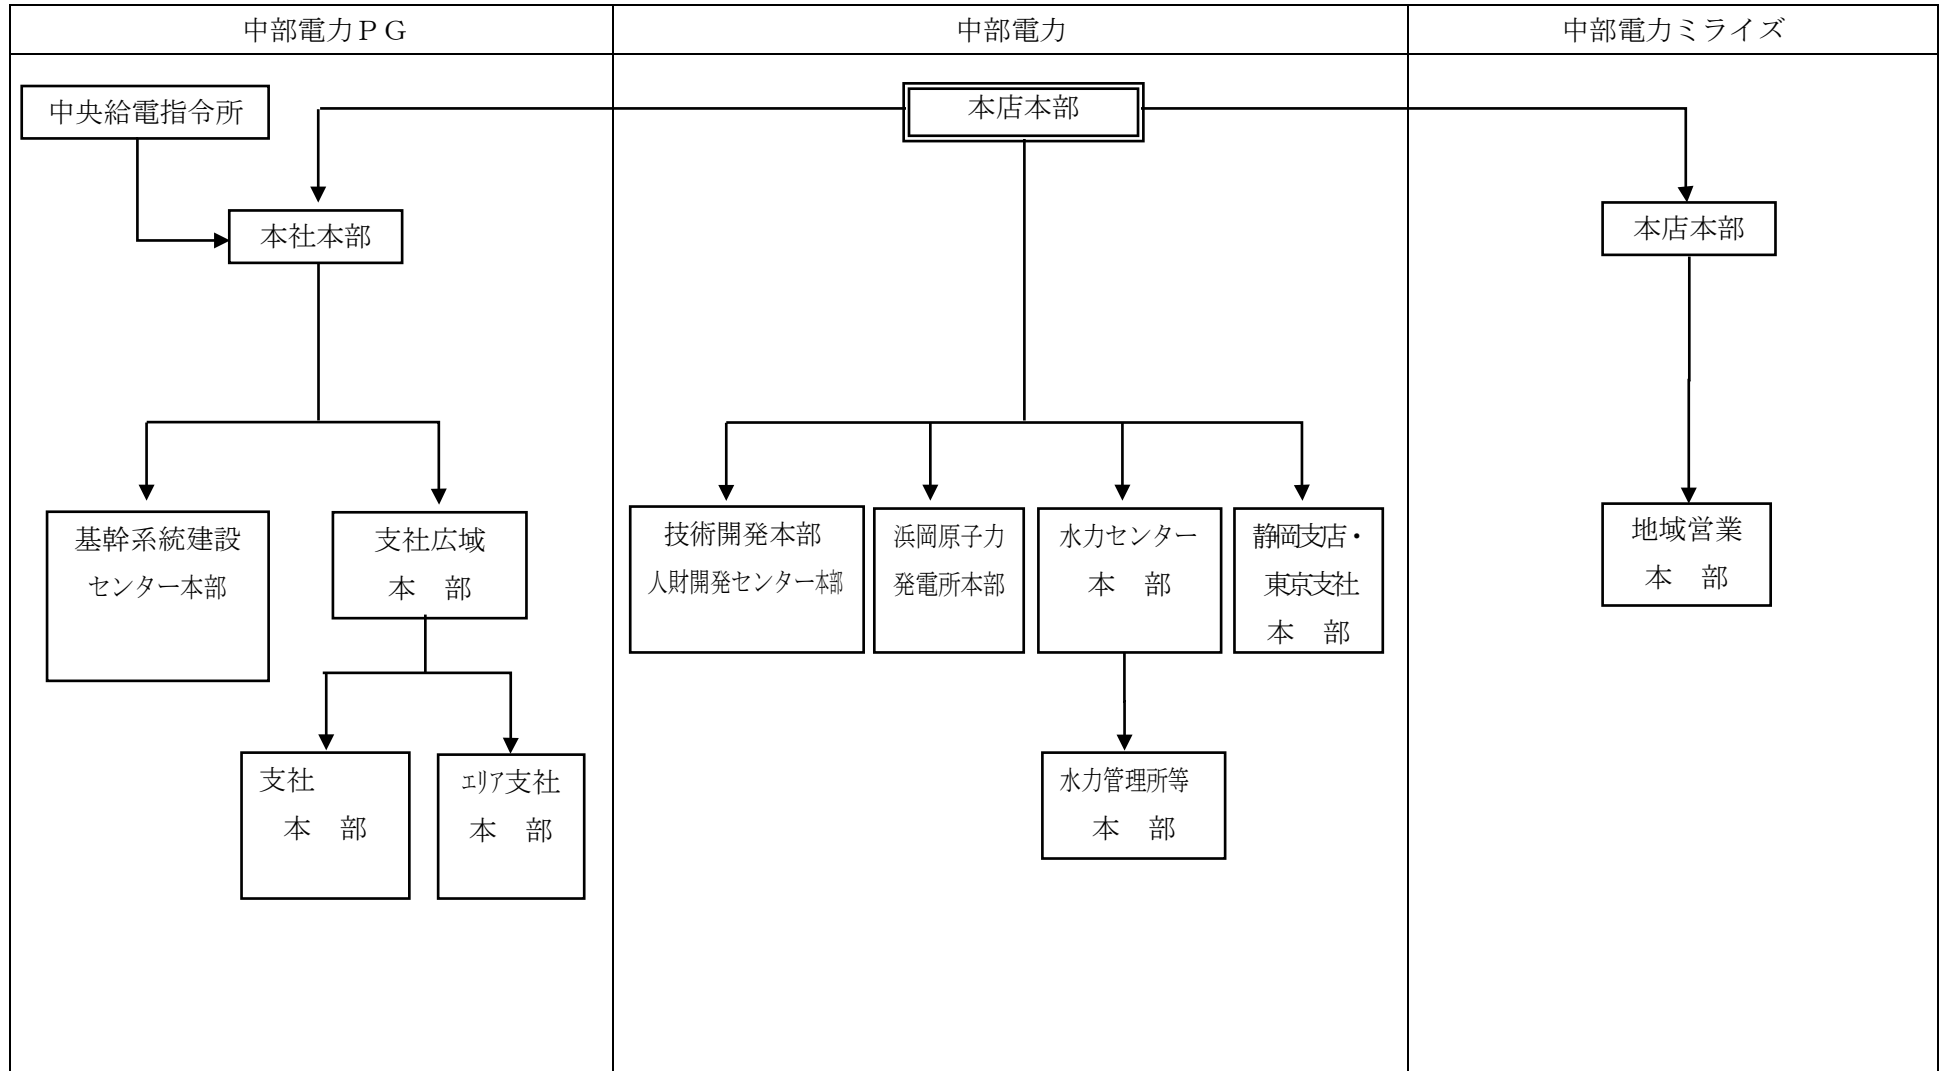 中部電力ＰＧ
中部電力
中部電力ミライズ
中央給電指令所
本店本部
本社本部
本店本部
基幹系統建設
センター本部
支社広域
本　部
技術開発本部
人財開発センター本部
浜岡原子力
発電所本部
水力センター
本　部
静岡支店・
東京支社
本　部
地域営業
本　部
支社
本　部
ｴﾘｱ支社
本　部
水力管理所等
本　部